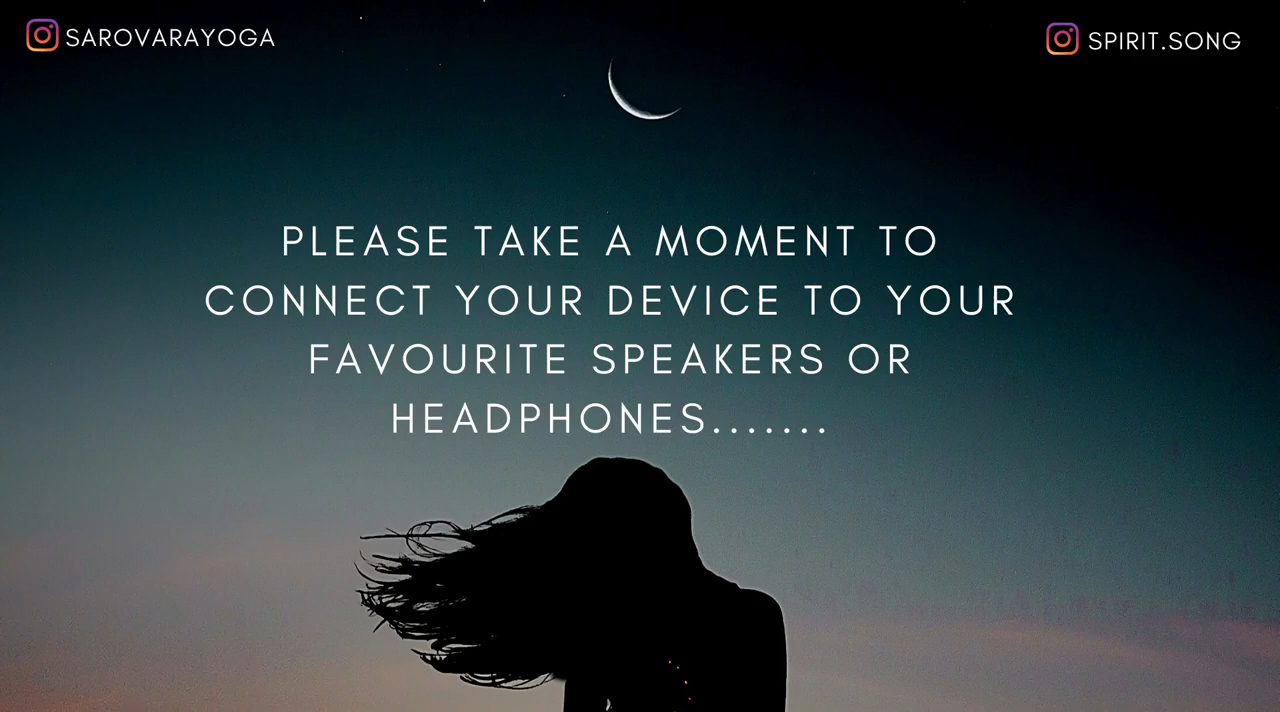 SAROVARAYOGA
SPIRIT.SONG
PLEASE TAKE A MOMENT TO
CONNECT YOUR DEVICE TO YOUR
FAVOURITE SPEAKERS OR
HEADPHONES.......